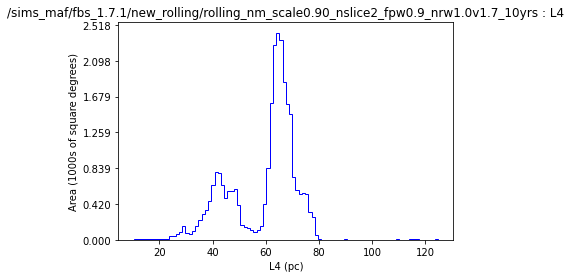 /sims_maf/fbs_1.7.1/new_rolling/rolling_nm_scale0.90_nslice2_fpw0.9_nrw1.0v1.7_10yrs : L4
2.518
2.098
1.679
1.259
0.839
0.420
0.000
Area (1000s of square degrees)
20 40 60 80 100 120
L4 (pc)